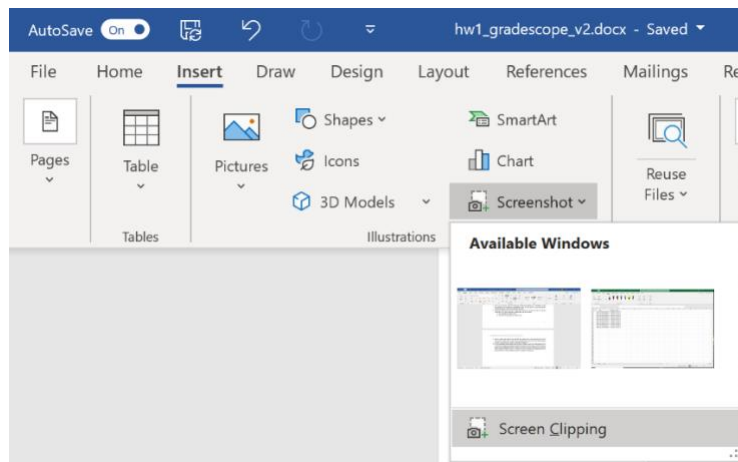 AutoSave On hw1_gradescope_v2.docx - Saved
File Home Insert Draw Design Layout References Mailings Re
Pages
Table
Pictures
Shapes
Icons
3D Models
SmartArt
Chart
Screenshot
Reuse
Files
Tables
Illustrations
Available Windows
Screen Clipping